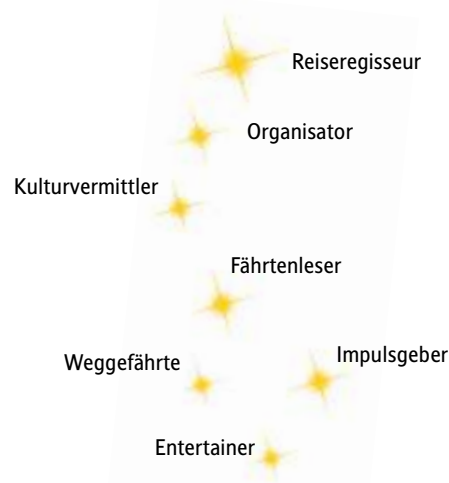 Reiseregisseur
Organisator
Kulturvermittler
Fährtenleser
Weggefährte
Impulsgeber
Entertainer